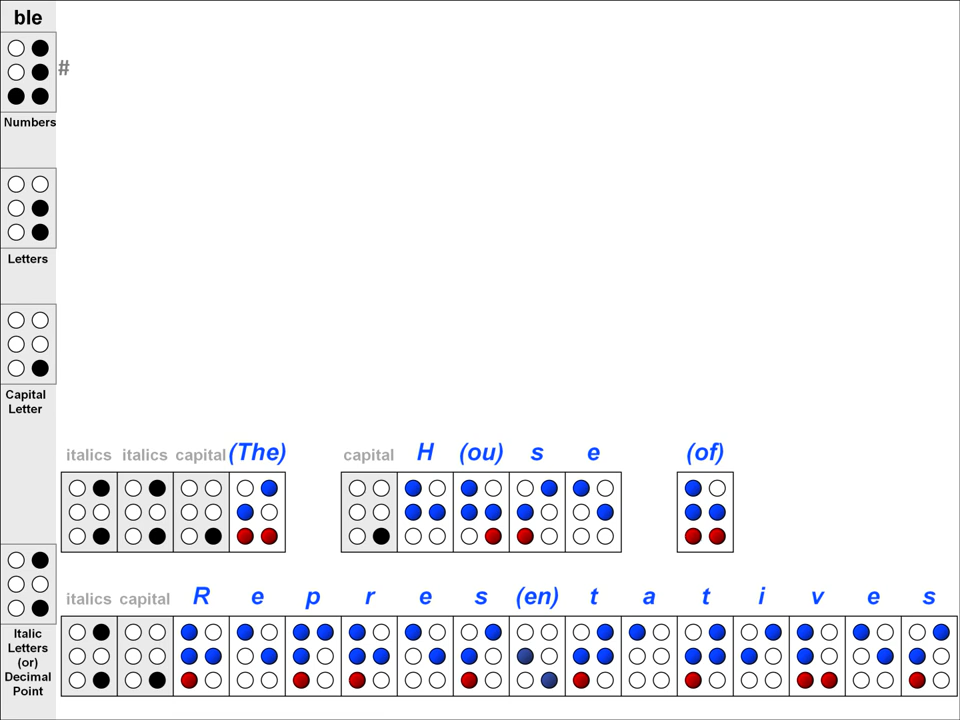 ble
#
Numbers
Letters
Capital
Letter
italics italics capital (The) capital H (ou) s e (of)
italics capital R e p r e s (en) t a t i v e s
Italic
Letters
(or)
Decimal
Point